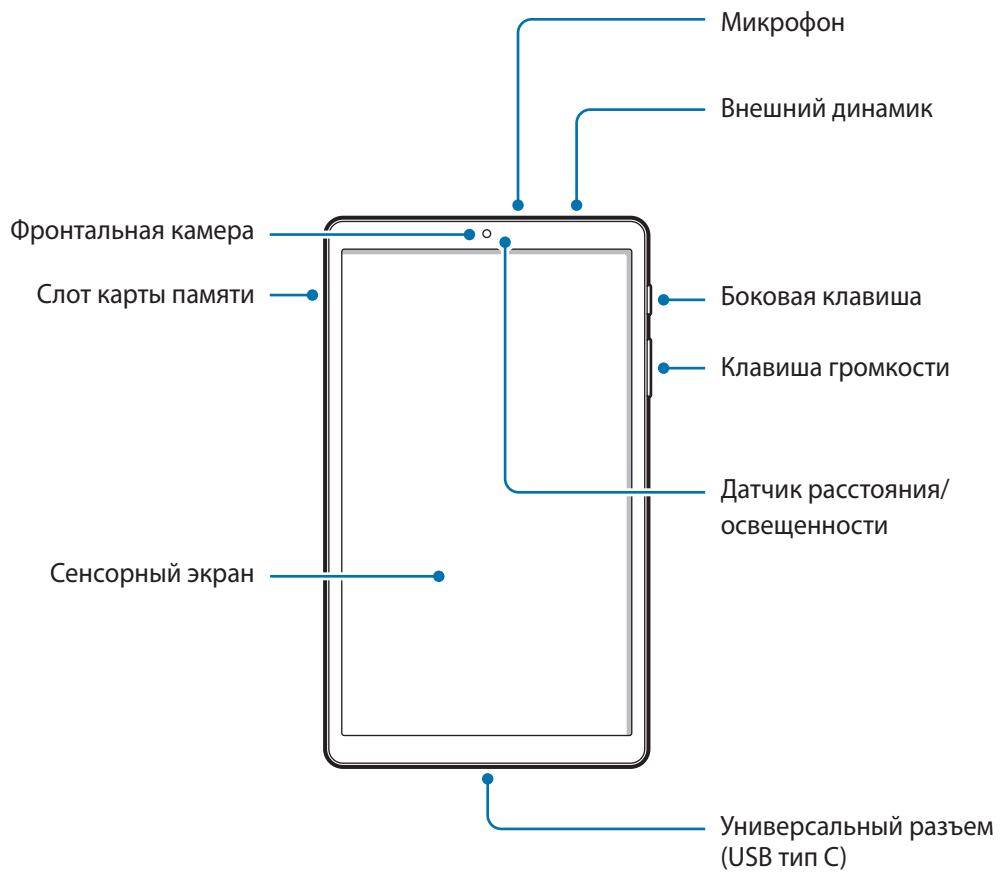 Микрофон
Внешний динамик
Фронтальная камера
Слот карты памяти
Боковая клавиша
Клавиша громкости
Датчик расстояния/
освещенности
Сенсорный экран
Универсальный разъем
(USB тип C)